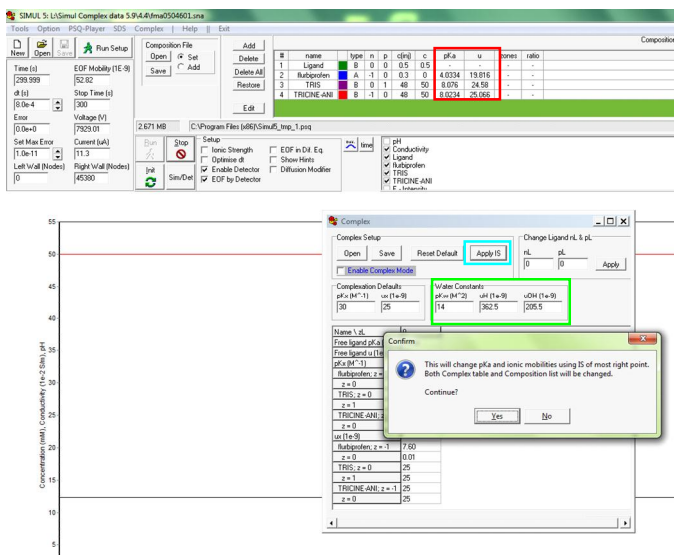 SIMUL 5: L:\Simul Complex data 5.9\4.4\fma0504601.sna
Tools Option PSQ-Player SDS Complex | Help || Exit
New Open Save Run Setup
Composition File
Open Set
Save Add
Add
Delete
Delete All
Restore
Edit
Composition
# name type n p c(inj) c pKa u zones ratio
1 Ligand B 0 0 0.5 0.5 - - - -
2 flurbiprofen A -1 0 0.3 0 4.0334 19.816 - -
3 TRIS B 0 1 48 50 8.076 24.58 - -
4 TRICINE-ANI B -1 0 48 50 8.0234 25.066 - -
Time (s) EOF Mobility (1E-9)
299.999 52.82
dt (s) Stop Time (s)
8.0e-4 300
Error Voltage (V)
0.0e+0 7929.01
Set Max Error Current (uA)
1.0e-11 11.3
Left Wall (Nodes) Right Wall (Nodes)
0 45380
2.671 MB C:\Program Files (x86)\Simul5_tmp_1.psq
Run Stop
Init Sim/Det
Setup
Ionic Strength EOF in Dif. Eq.
Optimise dt Show Hints
Enable Detector Diffusion Modifier
EOF by Detector
time
pH
Conductivity
Ligand
flurbiprofen
TRIS
TRICINE-ANI
E - Intensity
55
50
45
40
35
30
25
20
15
10
5
Concentration (mM), Conductivity (1e-2 S/m), pH
Complex
Complex Setup
Open Save Reset Default Apply IS
Enable Complex Mode
Change Ligand nL & pL
nL pL
0 0 Apply
Complexation Defaults
pKx (M^-1) ux (1e-9)
30 25
Water Constants
pKw (M^2) uH (1e-9) uOH (1e-9)
14 362.5 205.5
Name \ zL 0
Free ligand pKa
Free ligand u (1e
pKx (M^-1)
flurbiprofen; z =
z = 0
TRIS; z = 0
z = 1
TRICINE-ANI;
z = 0
ux (1e-9)
flurbiprofen; z = -1 7.60
z = 0 0.01
TRIS; z = 0 25
z = 1 25
TRICINE-ANI; z = -1 25
z = 0 25
Confirm
This will change pKa and ionic mobilities using IS of most right point.
Both Complex table and Composition list will be changed.
Continue?
Yes No